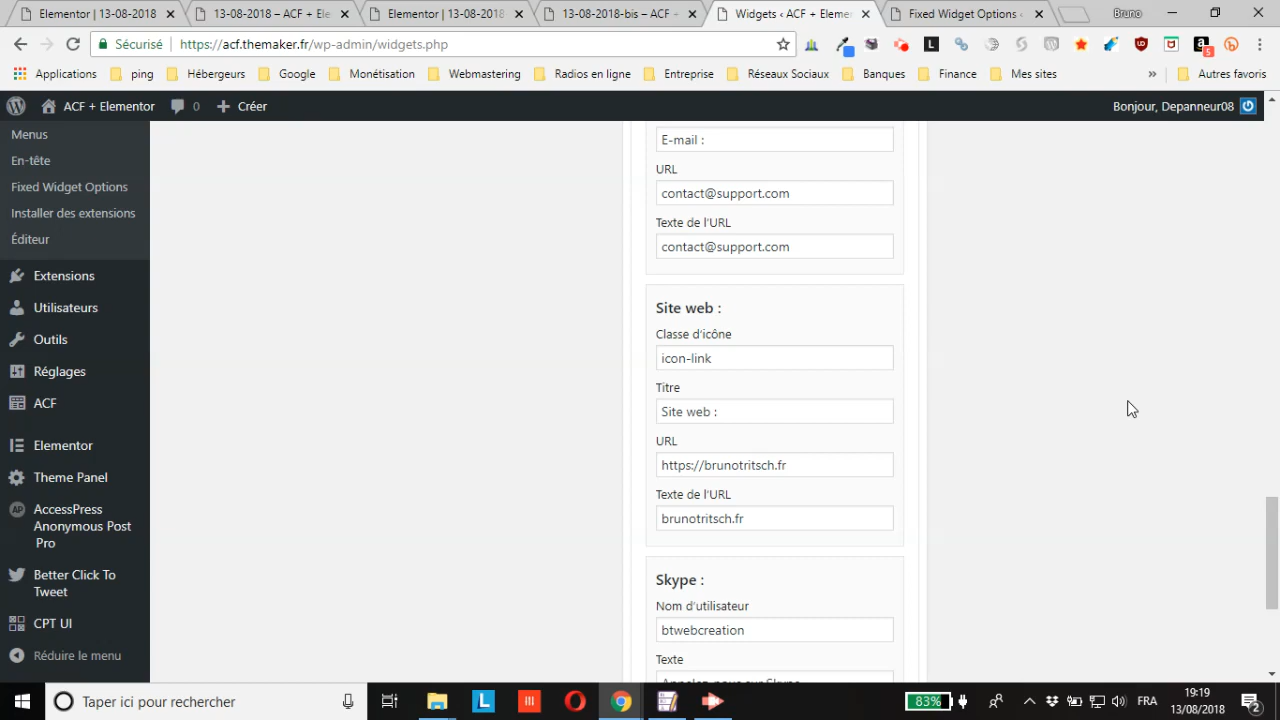 Elementor | 13-08-2018
13-08-2018 – ACF + Ele
Elementor | 13-08-2018
13-08-2018-bis – ACF +
Widgets ‹ ACF + Elemen
Fixed Widget Options ‹
Bruno
Sécurisé
https://acf.themaker.fr/wp-admin/widgets.php
Applications
ping
Hébergeurs
Google
Monétisation
Webmastering
Radios en ligne
Entreprise
Réseaux Sociaux
Banques
Finance
Mes sites
»
Autres favoris
ACF + Elementor
0
Créer
Bonjour, Depanneur08
Menus
En-tête
Fixed Widget Options
Installer des extensions
Éditeur
Extensions
Utilisateurs
Outils
Réglages
ACF
Elementor
Theme Panel
AccessPress
Anonymous Post
Pro
Better Click To
Tweet
CPT UI
Réduire le menu
E-mail :
URL
contact@support.com
Texte de l’URL
contact@support.com
Site web :
Classe d’icône
icon-link
Titre
Site web :
URL
https://brunotritsch.fr
Texte de l’URL
brunotritsch.fr
Skype :
Nom d’utilisateur
btwebcreation
Texte
Appelez-nous sur Skype
Taper ici pour rechercher
83%
FRA
19:19
13/08/2018
2